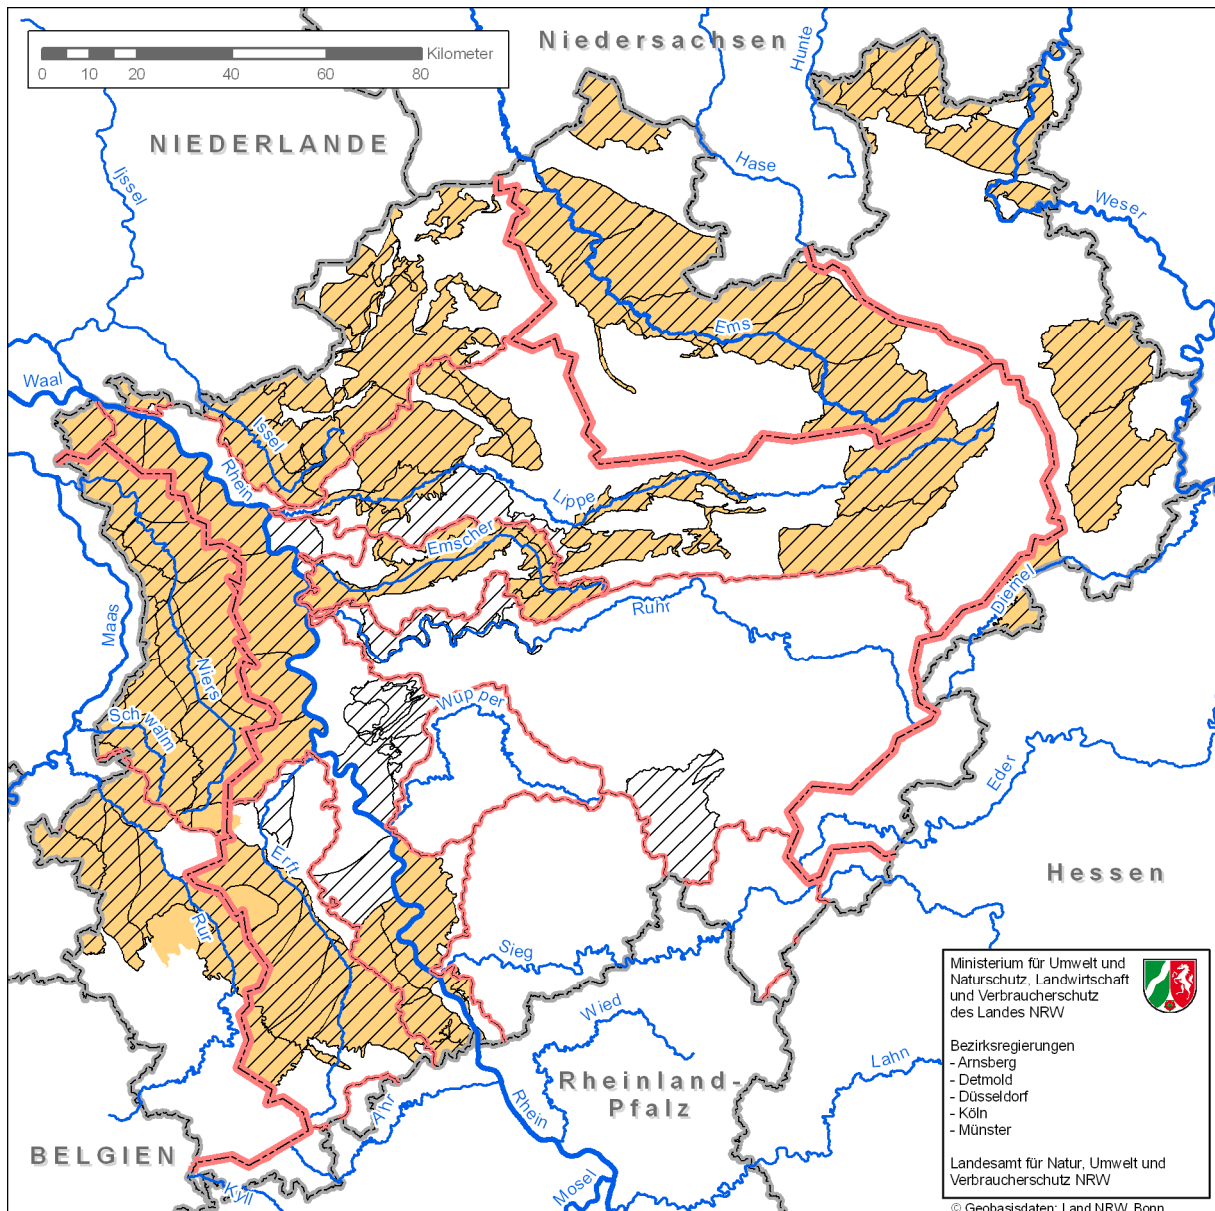 Niedersachsen
Hunte
Kilometer
0 10 20 40 60 80
NIEDERLANDE
Ijssel
Hase
Weser
Ems
Waal
Issel
Rhein
Lippe
Emscher
Maas
Ruhr
Diemel
Niers
Schwalm
Wupper
Eder
Erft
Hessen
Rur
Sieg
Wied
Lahn
Rheinland-
Pfalz
Rhein
Ahr
BELGIEN
Kyll
Mosel
Ministerium für Umwelt und
Naturschutz, Landwirtschaft
und Verbraucherschutz
des Landes NRW
Bezirksregierungen
- Arnsberg
- Detmold
- Düsseldorf
- Köln
- Münster
Landesamt für Natur, Umwelt und
Verbraucherschutz NRW
© Geobasisdaten: Land NRW, Bonn